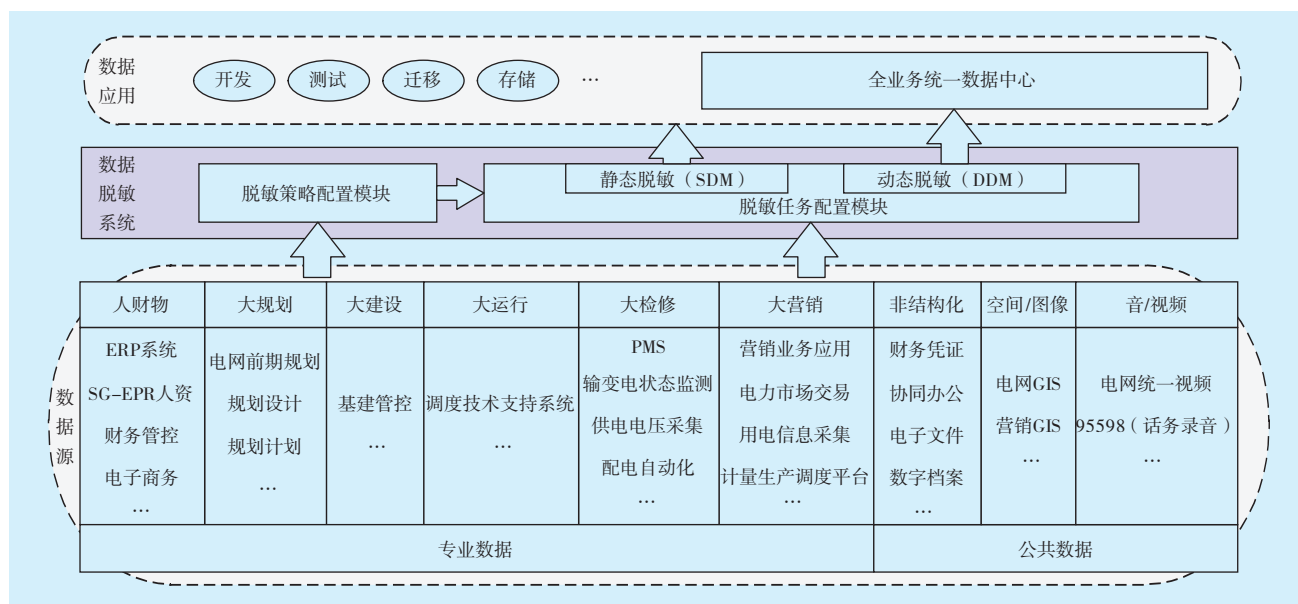 数据
应用
开发
测试
迁移
存储
…
全业务统一数据中心
数据
脱敏
系统
脱敏策略配置模块
静态脱敏（SDM）
动态脱敏（DDM）
脱敏任务配置模块
数据源
人财物
ERP系统
SG-EPR人资
财务管控
电子商务
…
大规划
电网前期规划
规划设计
规划计划
…
大建设
基建管控
…
大运行
调度技术支持系统
…
大检修
PMS
输变电状态监测
供电电压采集
配电自动化
…
大营销
营销业务应用
电力市场交易
用电信息采集
计量生产调度平台
…
非结构化
财务凭证
协同办公
电子文件
数字档案
…
空间/图像
电网GIS
营销GIS
…
音/视频
电网统一视频
95598（话务录音）
…
专业数据
公共数据